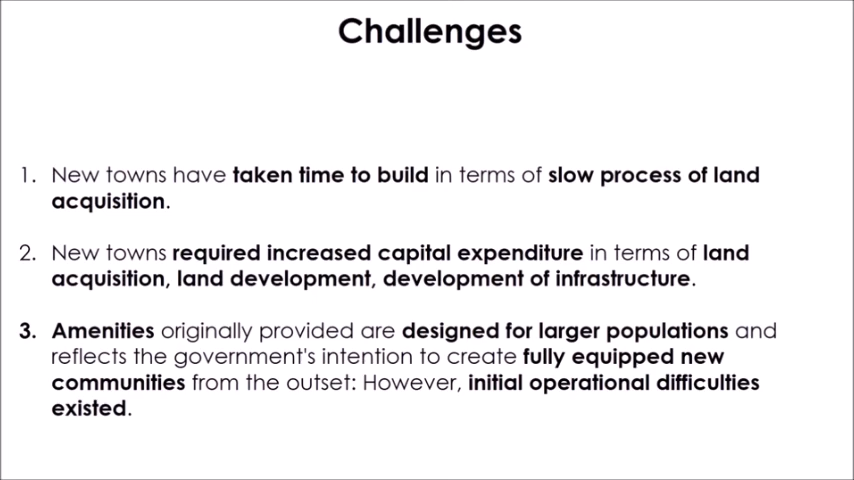 Challenges
1. New towns have taken time to build in terms of slow process of land
acquisition.
2. New towns required increased capital expenditure in terms of land
acquisition, land development, development of infrastructure.
3. Amenities originally provided are designed for larger populations and
reflects the government's intention to create fully equipped new
communities from the outset: However, initial operational difficulties
existed.